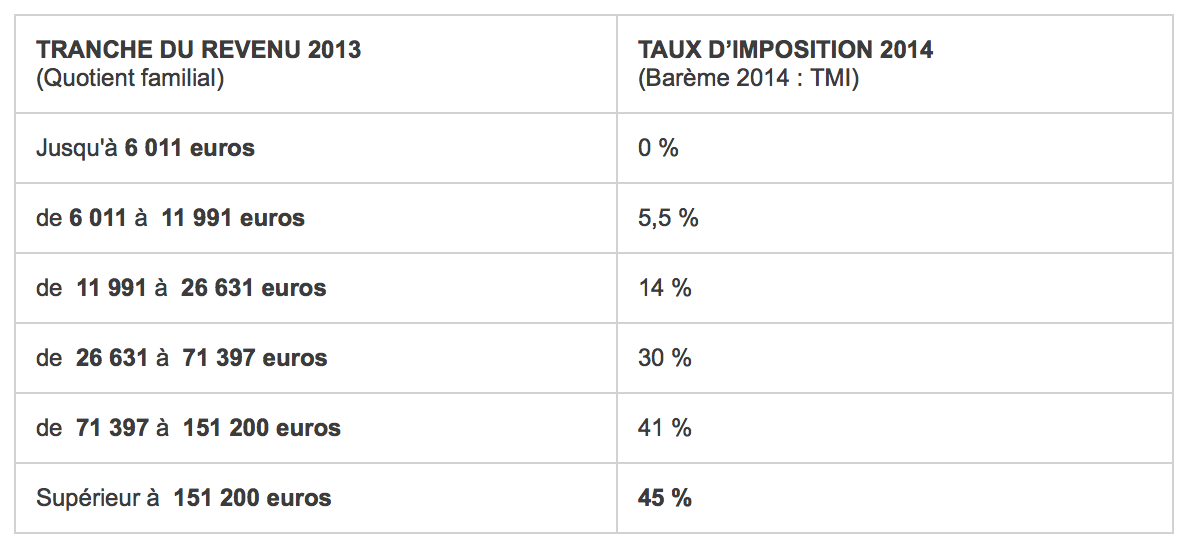 TRANCHE DU REVENU 2013
(Quotient familial)
TAUX D’IMPOSITION 2014
(Barème 2014 : TMI)
Jusqu'à 6 011 euros
0 %
de 6 011 à 11 991 euros
5,5 %
de 11 991 à 26 631 euros
14 %
de 26 631 à 71 397 euros
30 %
de 71 397 à 151 200 euros
41 %
Supérieur à 151 200 euros
45 %